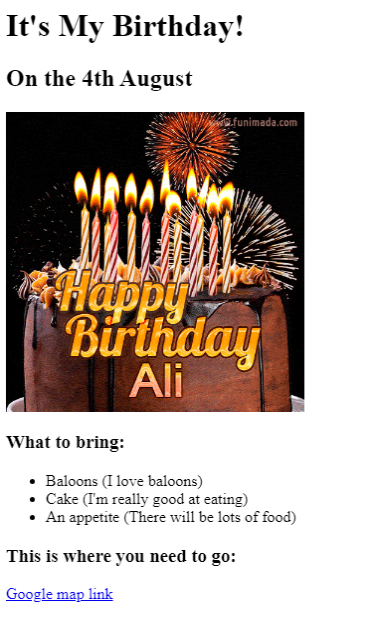 It's My Birthday!
On the 4th August
www.funimada.com
Happy
Birthday
Ali
What to bring:
Baloons (I love baloons)
Cake (I'm really good at eating)
An appetite (There will be lots of food)
This is where you need to go:
Google map link